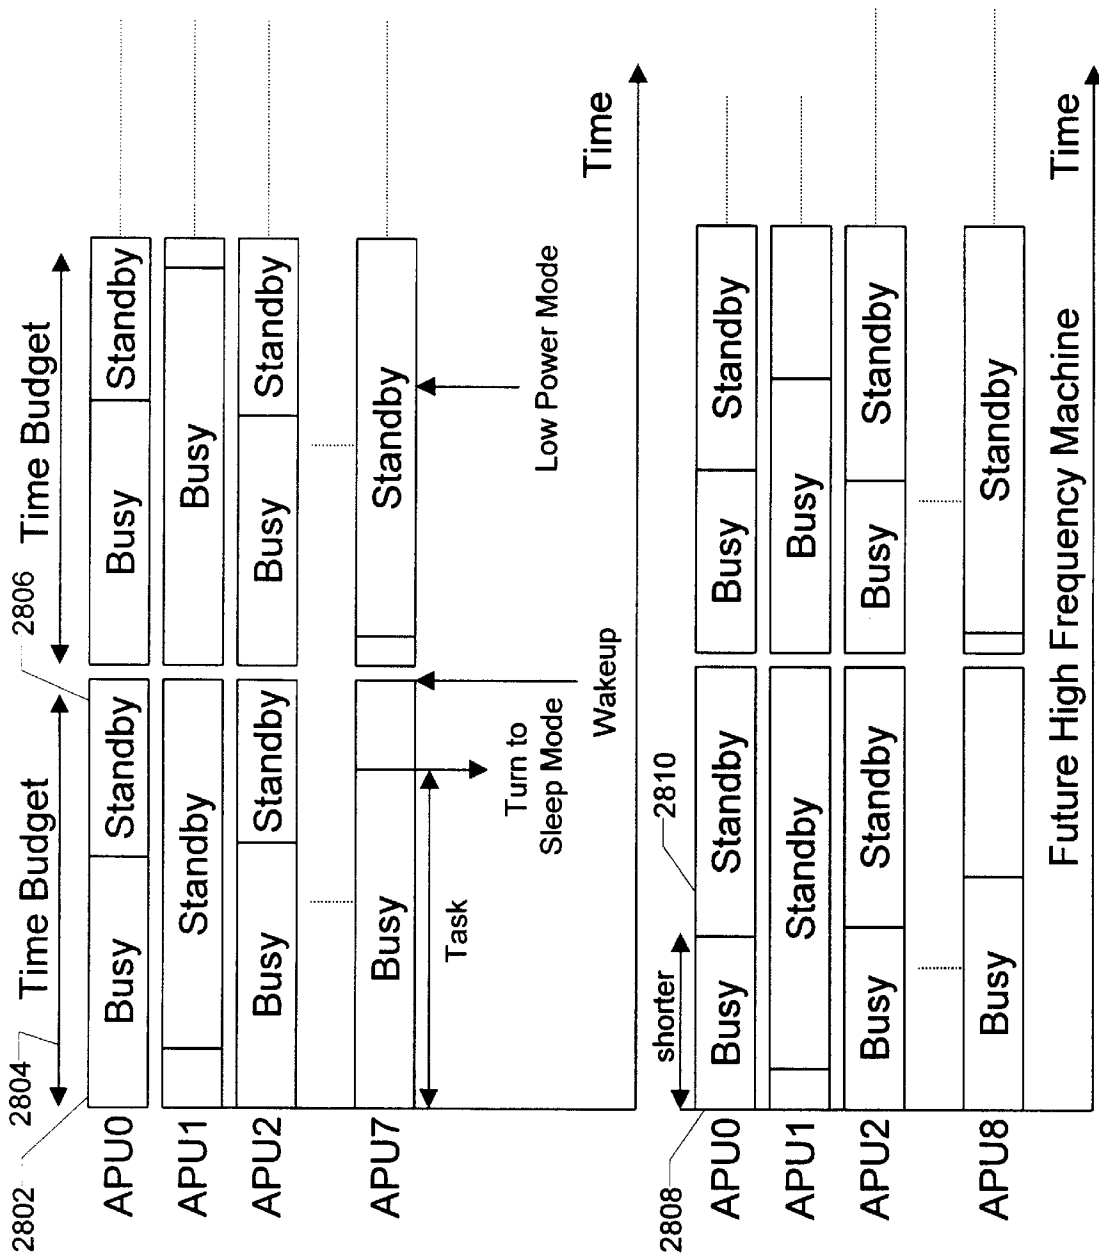 2802
2804
2806
Time Budget
Time Budget
APU0
Busy
Standby
Busy
Standby
APU1
Standby
Busy
APU2
Busy
Standby
Busy
Standby
APU7
Busy
Standby
Task
Turn to
Sleep Mode
Wakeup
Low Power Mode
Time
2808
shorter
2810
APU0
Busy
Standby
Busy
Standby
APU1
Standby
Busy
APU2
Busy
Standby
Busy
Standby
APU8
Busy
Standby
Future High Frequency Machine
Time